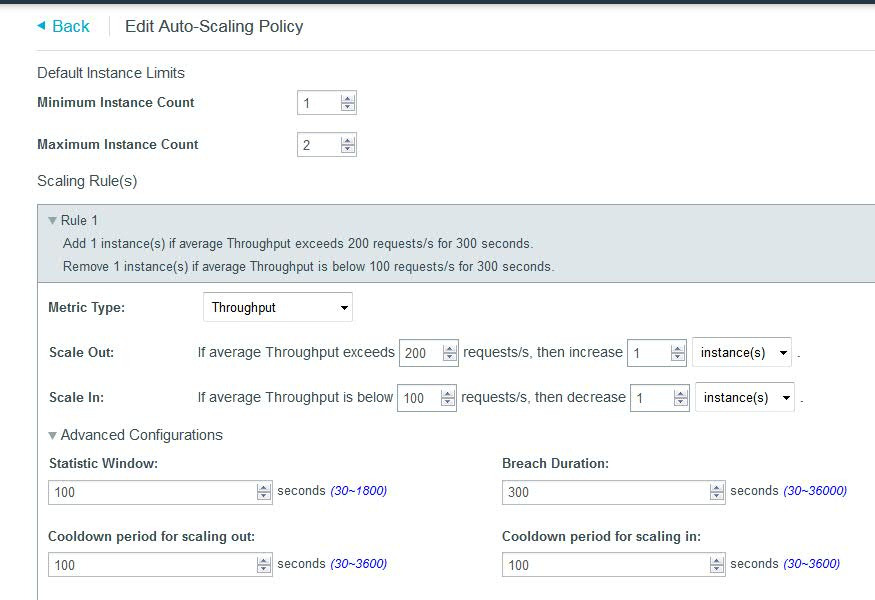 Back Edit Auto-Scaling Policy
Default Instance Limits
Minimum Instance Count 1
Maximum Instance Count 2
Scaling Rule(s)
Rule 1
Add 1 instance(s) if average Throughput exceeds 200 requests/s for 300 seconds.
Remove 1 instance(s) if average Throughput is below 100 requests/s for 300 seconds.
Metric Type: Throughput
Scale Out: If average Throughput exceeds 200 requests/s, then increase 1 instance(s) .
Scale In: If average Throughput is below 100 requests/s, then decrease 1 instance(s) .
Advanced Configurations
Statistic Window: Breach Duration:
100 seconds (30~1800) 300 seconds (30~36000)
Cooldown period for scaling out: Cooldown period for scaling in:
100 seconds (30~3600) 100 seconds (30~3600)